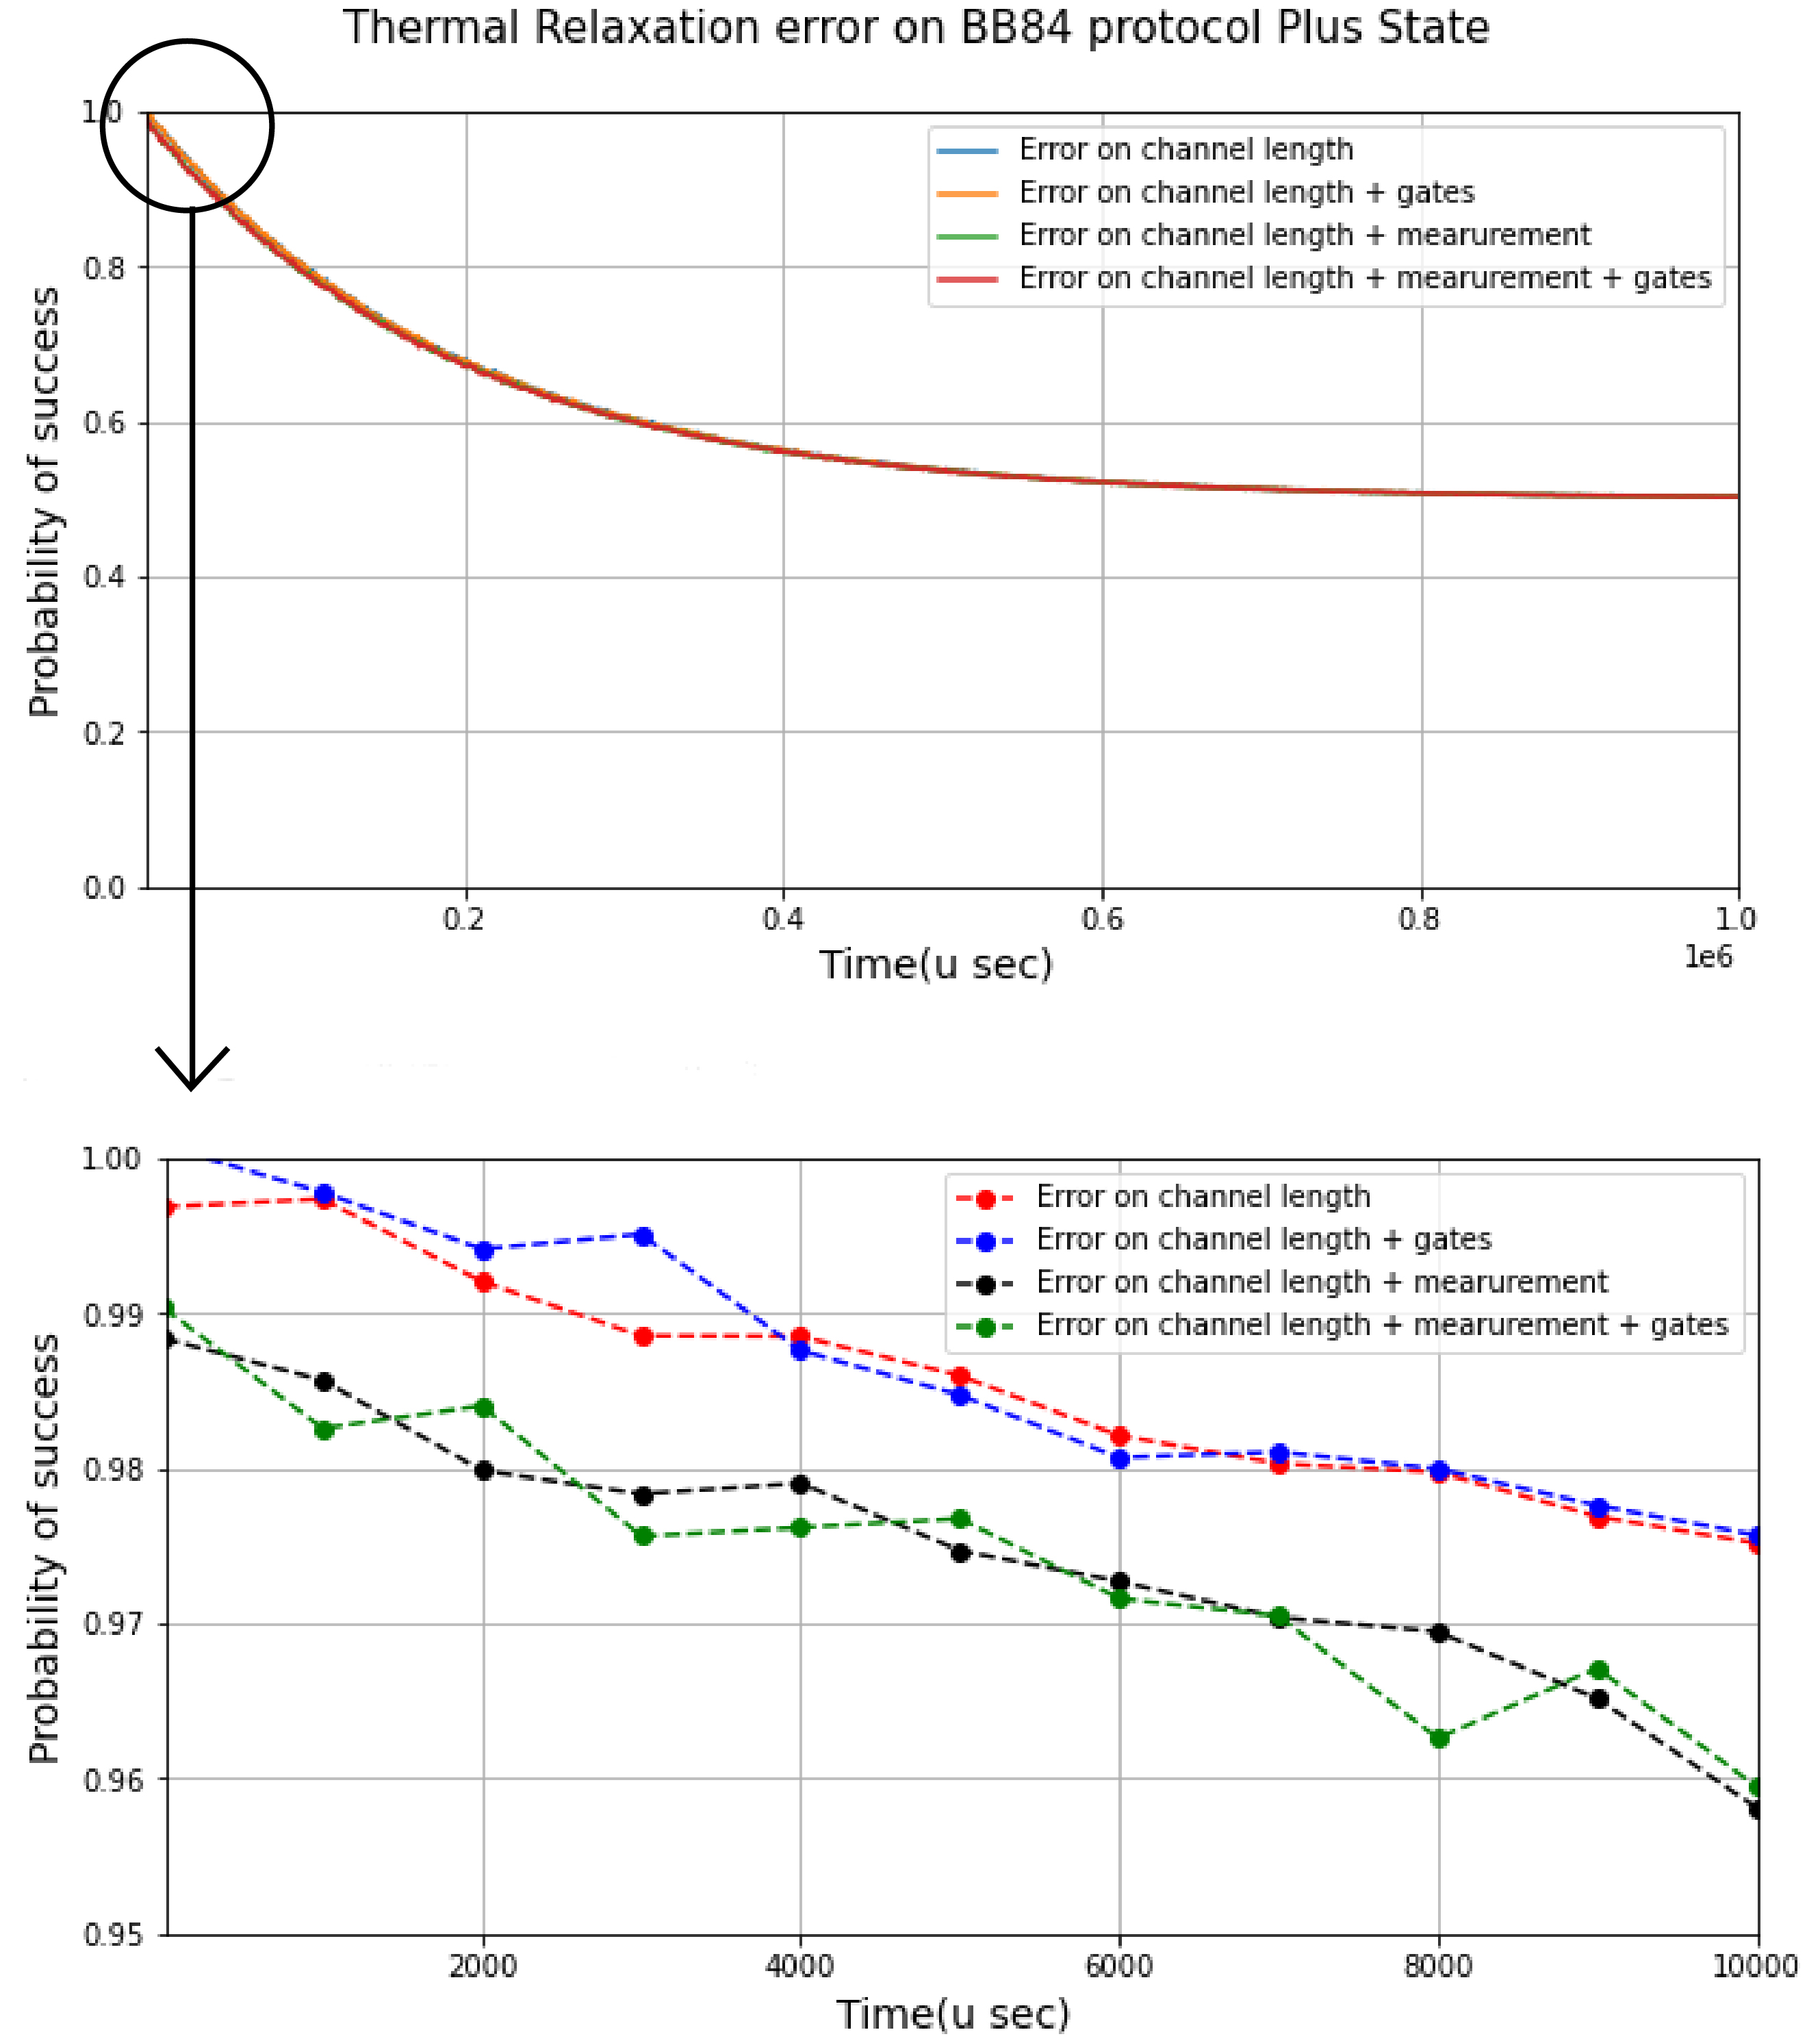 Thermal Relaxation error on BB84 protocol Plus State
1.0
0.8
0.6
0.4
0.2
0.0
Probability of success
Error on channel length
Error on channel length + gates
Error on channel length + mearurement
Error on channel length + mearurement + gates
0.2 0.4 0.6 0.8 1.0
1e6
Time(u sec)
1.00
0.99
0.98
0.97
0.96
0.95
Probability of success
Error on channel length
Error on channel length + gates
Error on channel length + mearurement
Error on channel length + mearurement + gates
2000 4000 6000 8000 10000
Time(u sec)